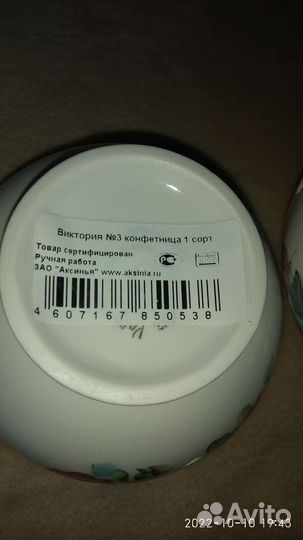 Виктория №3 конфетница 1 сорт
Товар сертифицирован
Ручная работа
ЗАО "Аксинья" www.aksinia.ru
РС
4 607167 850538
2022-10-10 19:43
Avito